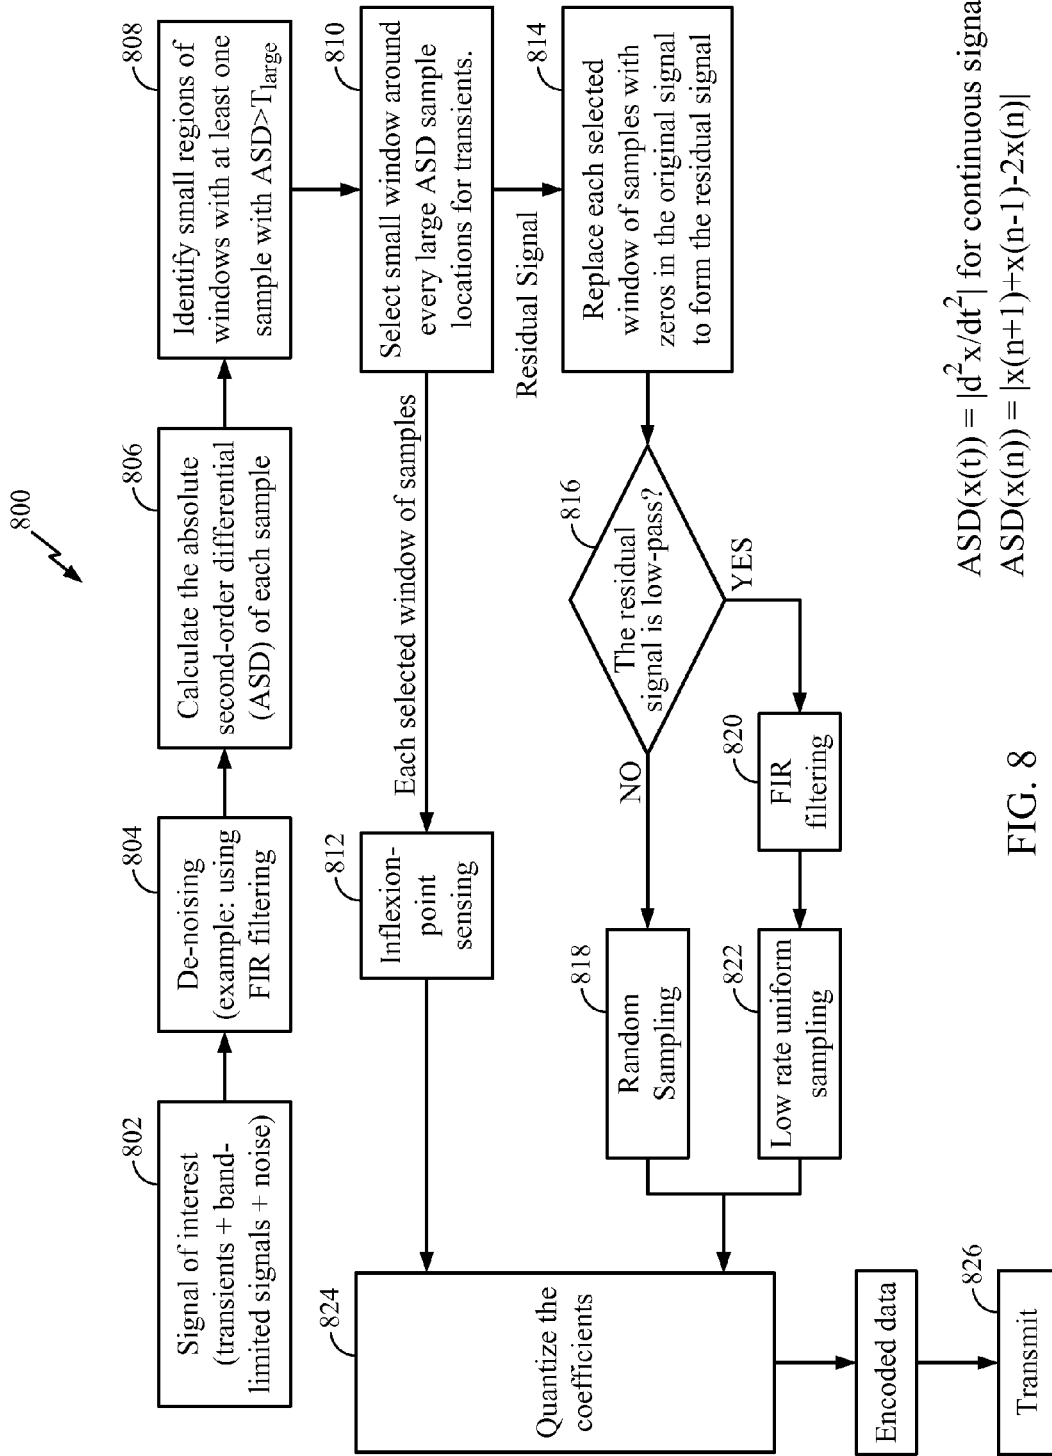 800
802
Signal of interest
(transients + band-
limited signals + noise)
804
De-noising
(example: using
FIR filtering
806
Calculate the absolute
second-order differential
(ASD) of each sample
808
Identify small regions of
windows with at least one
sample with ASD>T_large
810
Select small window around
every large ASD sample
locations for transients.
Each selected window of samples
812
Inflexion-
point
sensing
Residual Signal
814
Replace each selected
window of samples with
zeros in the original signal
to form the residual signal
816
The residual
signal is low-pass?
NO
YES
818
Random
Sampling
820
FIR
filtering
822
Low rate uniform
sampling
824
Quantize the
coefficients
Encoded data
826
Transmit
ASD(x(t)) = |d²x/dt²| for continuous signal
ASD(x(n)) = |x(n+1)+x(n-1)-2x(n)|
FIG. 8